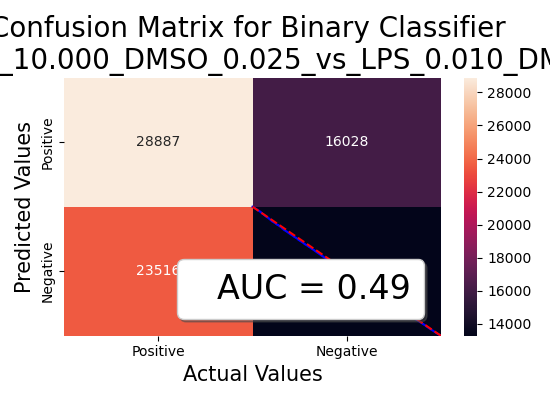 Confusion Matrix for Binary Classifier
_10.000_DMSO_0.025_vs_LPS_0.010_DM
Predicted Values
Positive
Negative
28887
16028
23516
AUC = 0.49
Positive
Negative
Actual Values
28000
26000
24000
22000
20000
18000
16000
14000